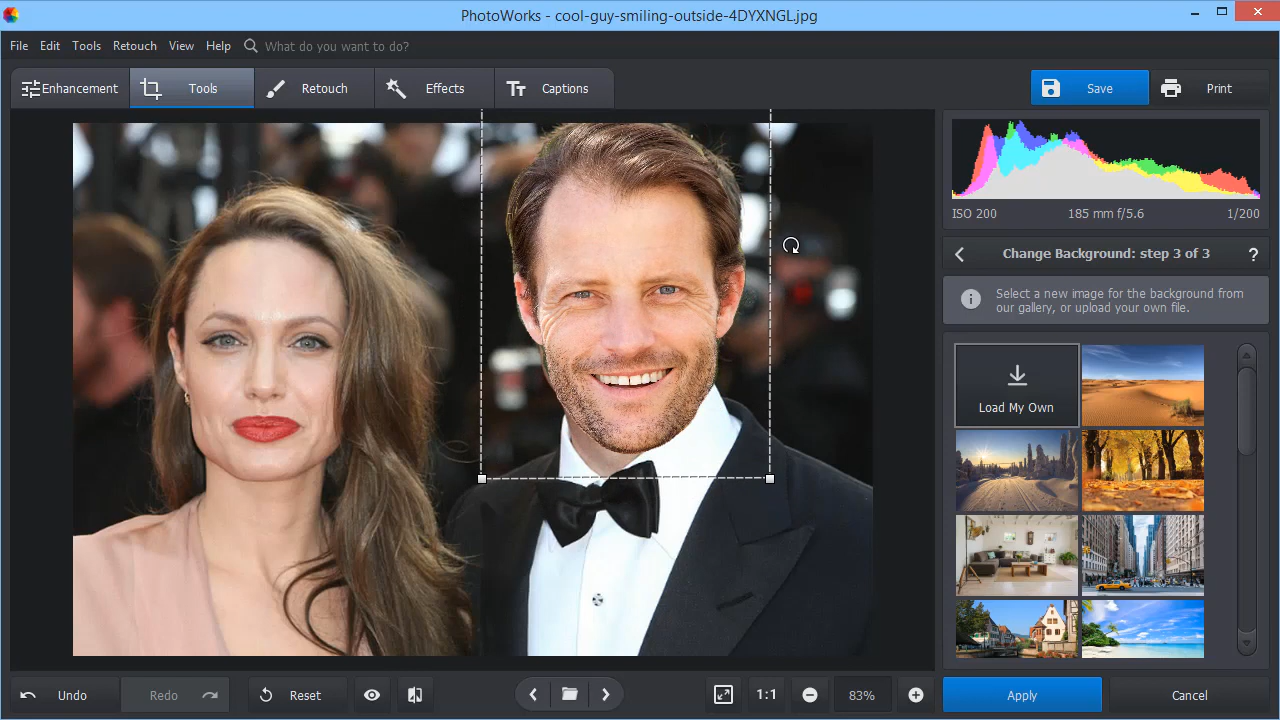 PhotoWorks - cool-guy-smiling-outside-4DYXNGL.jpg
File Edit Tools Retouch View Help What do you want to do?
Enhancement Tools Retouch Effects Captions Save Print
ISO 200 185 mm f/5.6 1/200
Change Background: step 3 of 3 ?
Select a new image for the background from
our gallery, or upload your own file.
Load My Own
Undo Redo Reset 1:1 83% Apply Cancel